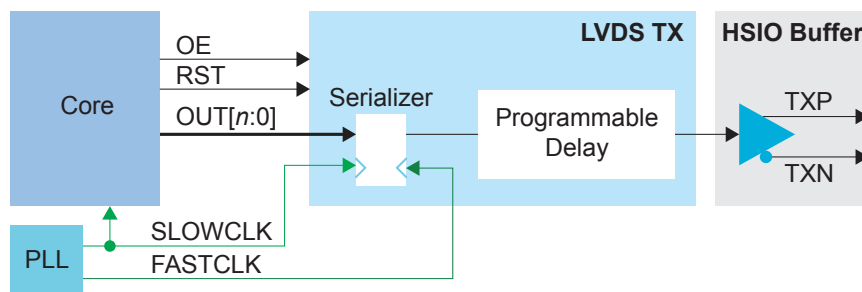 LVDS TX
HSIO Buffer
OE
RST
Core
OUT[n:0]
Serializer
Programmable
Delay
TXP
TXN
PLL
SLOWCLK
FASTCLK